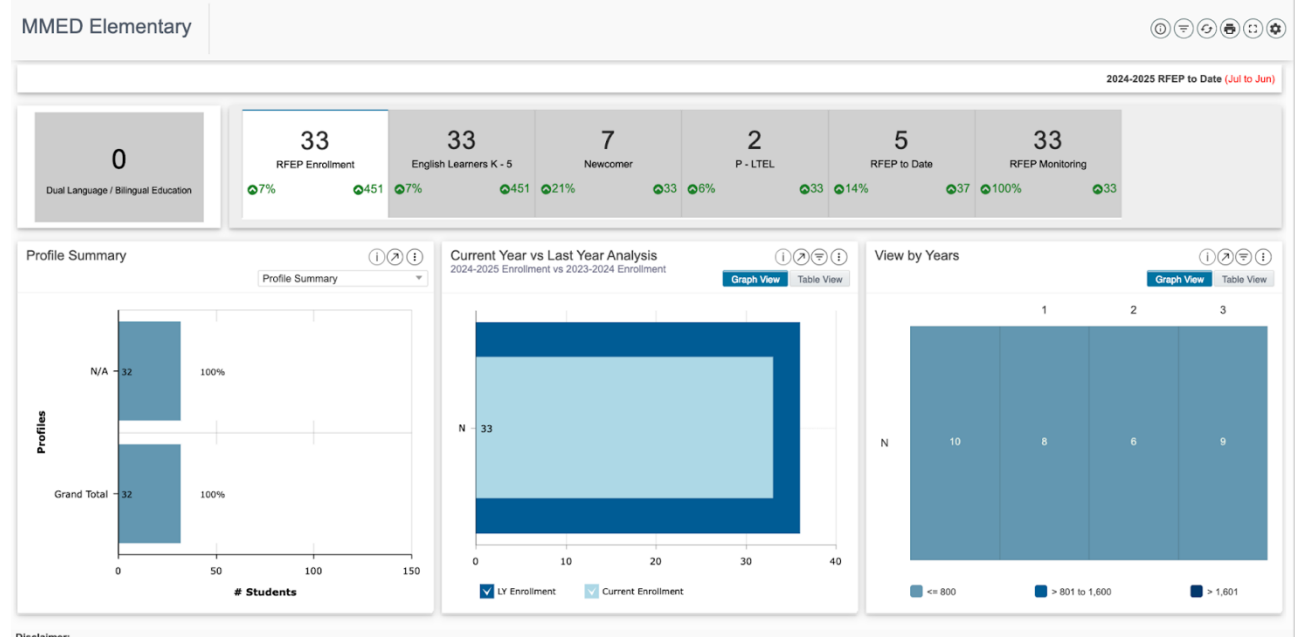 MMED Elementary
2024-2025 RFEP to Date (Jul to Jun)
0
Dual Language / Bilingual Education
33
RFEP Enrollment
7% 451
33
English Learners K - 5
7% 451
7
Newcomer
21% 33
2
P - LTEL
6% 33
5
RFEP to Date
14% 37
33
RFEP Monitoring
100% 33
Profile Summary
Profile Summary
N/A
32
100%
Grand Total
32
100%
Profiles
0 50 100 150
# Students
Current Year vs Last Year Analysis
2024-2025 Enrollment vs 2023-2024 Enrollment
Graph View Table View
N
33
0 10 20 30 40
LY Enrollment Current Enrollment
View by Years
Graph View Table View
1 2 3
N 10 8 6 9
<= 800 > 801 to 1,600 > 1,601
Disclaimer: